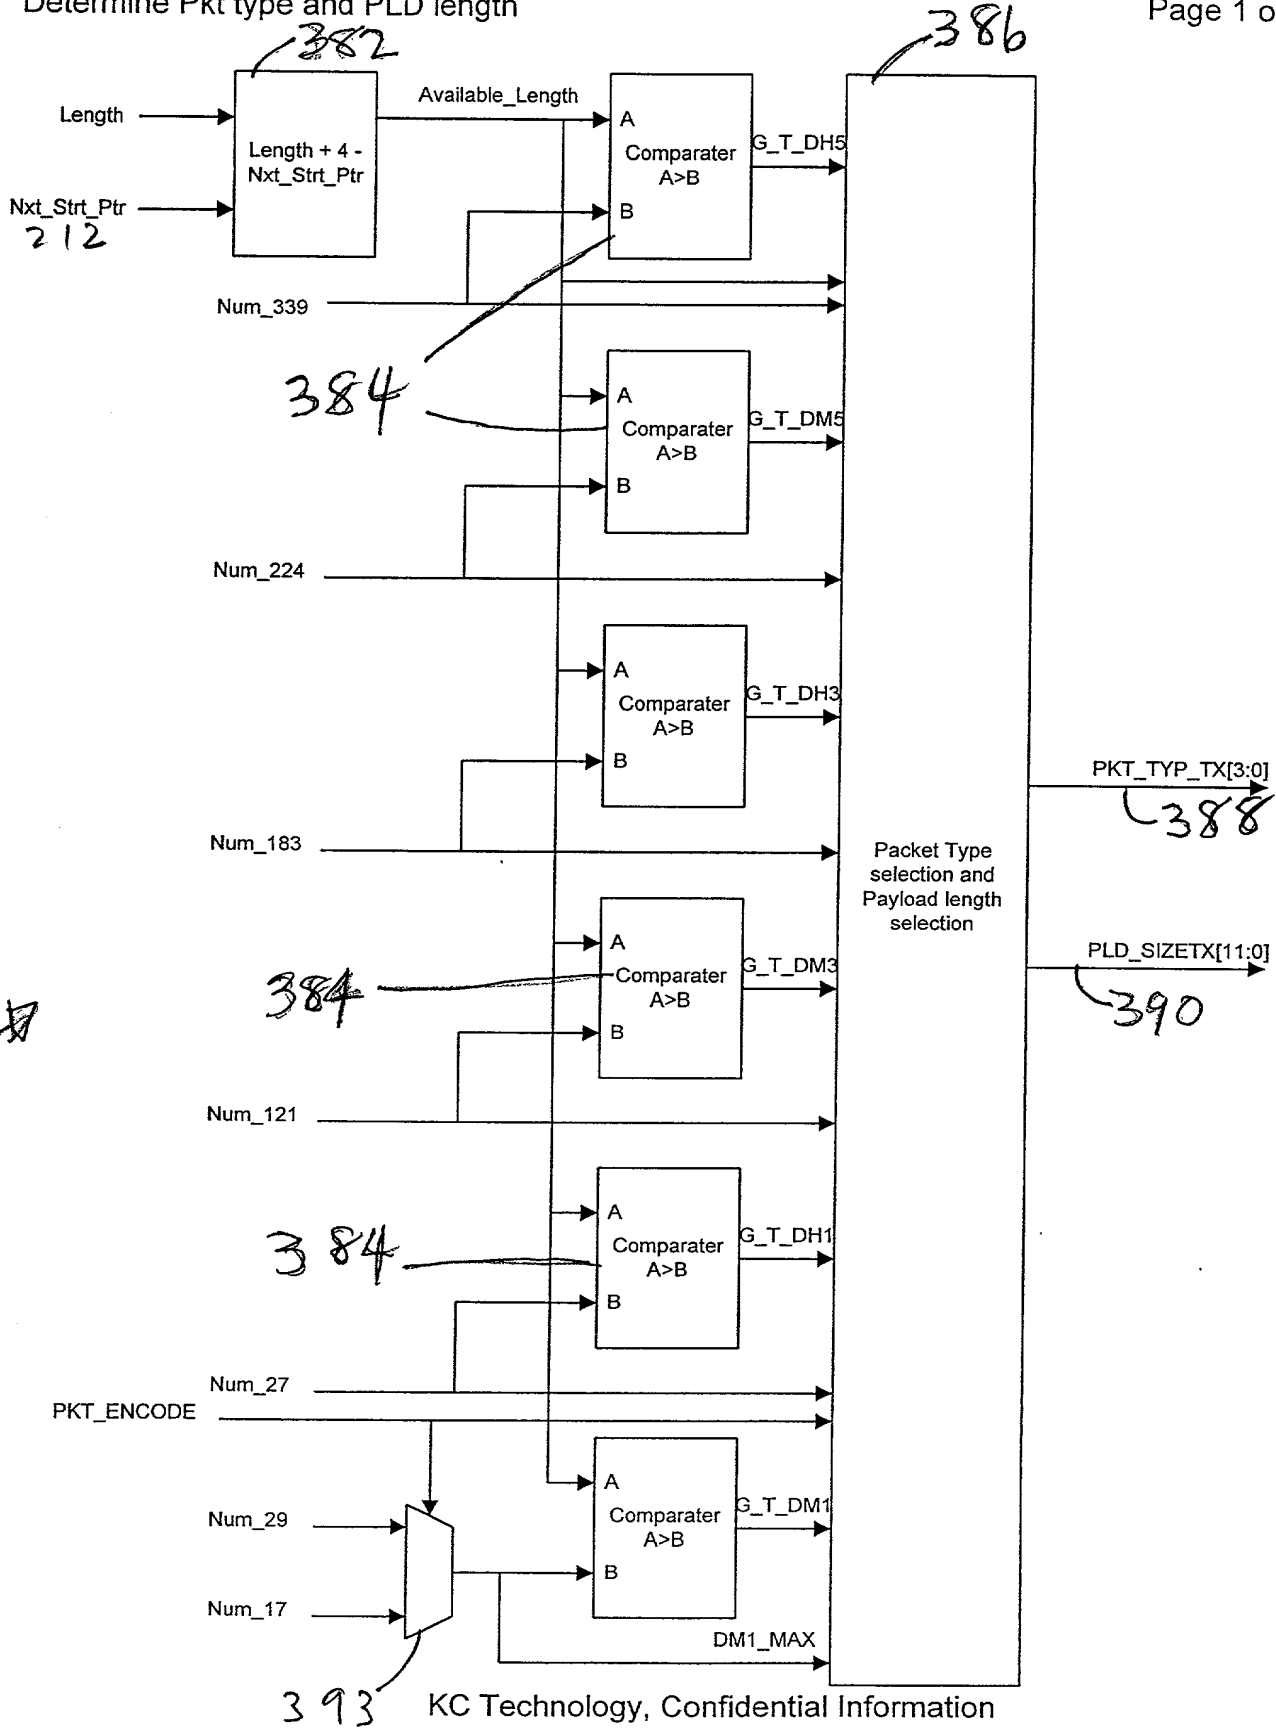 Determine Pkt type and PLD length
Page 1 o
382
386
Length
Available_Length
Length + 4 -
Nxt_Strt_Ptr
Nxt_Strt_Ptr
212
A
Comparater
A>B
B
G_T_DH5
Num_339
384
A
Comparater
A>B
B
G_T_DM5
Num_224
A
Comparater
A>B
B
G_T_DH3
PKT_TYP_TX[3:0]
388
Num_183
Packet Type
selection and
Payload length
selection
A
Comparater
A>B
B
G_T_DM3
384
PLD_SIZETX[11:0]
390
Num_121
A
Comparater
A>B
B
G_T_DH1
384
Num_27
PKT_ENCODE
A
Comparater
A>B
B
G_T_DM1
Num_29
Num_17
DM1_MAX
393
KC Technology, Confidential Information